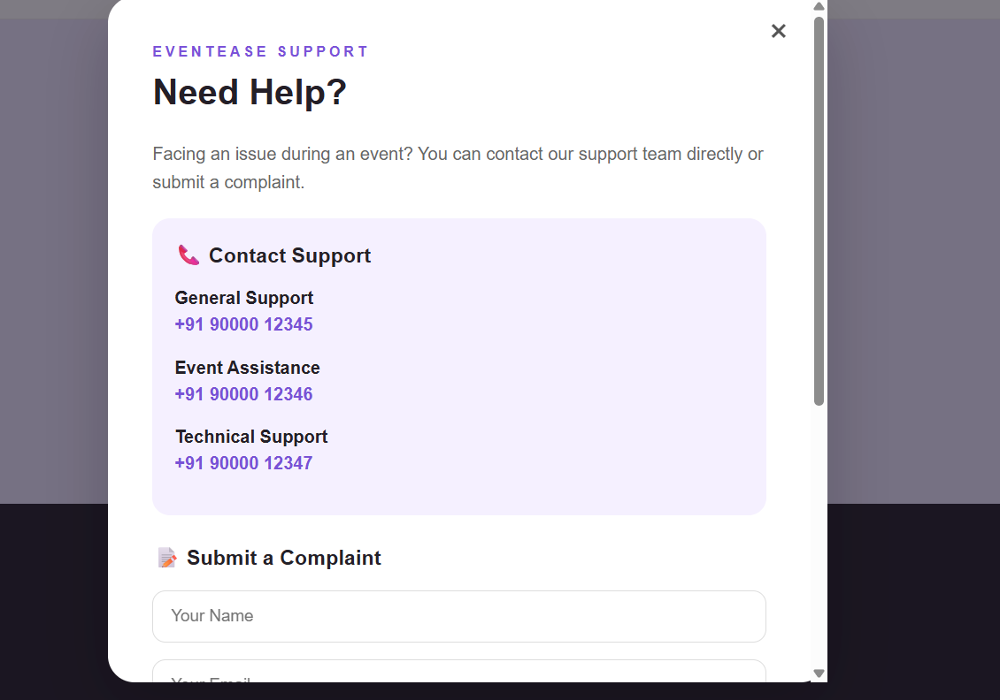 EVENTEASE SUPPORT
Need Help?
Facing an issue during an event? You can contact our support team directly or
submit a complaint.
Contact Support
General Support
+91 90000 12345
Event Assistance
+91 90000 12346
Technical Support
+91 90000 12347
Submit a Complaint
Your Name
Your Email